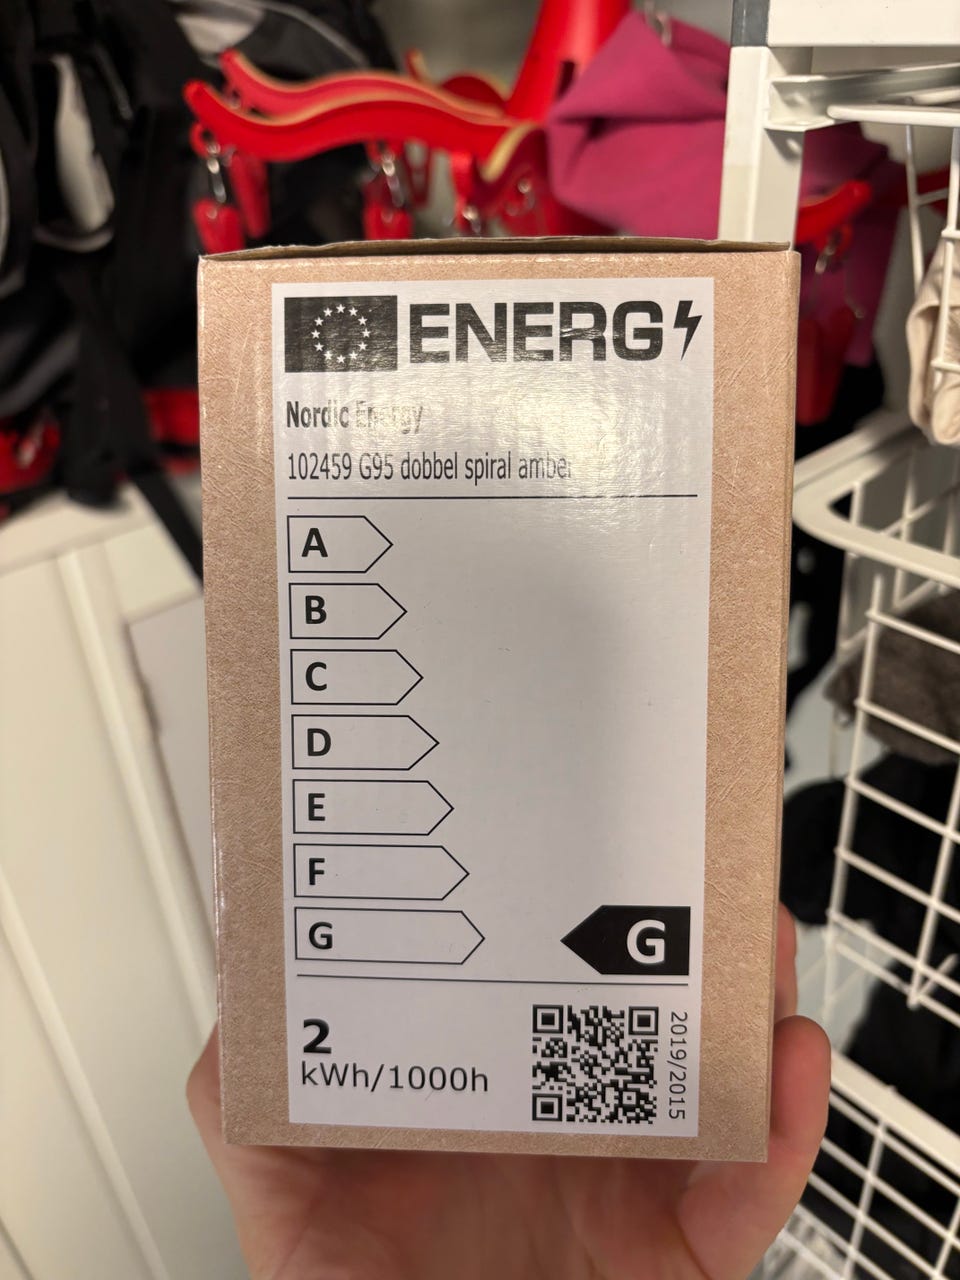 ENERG
Nordic Energy
102459 G95 dobbel spiral amber
A
B
C
D
E
F
G
G
2
kWh/1000h
2019/2015